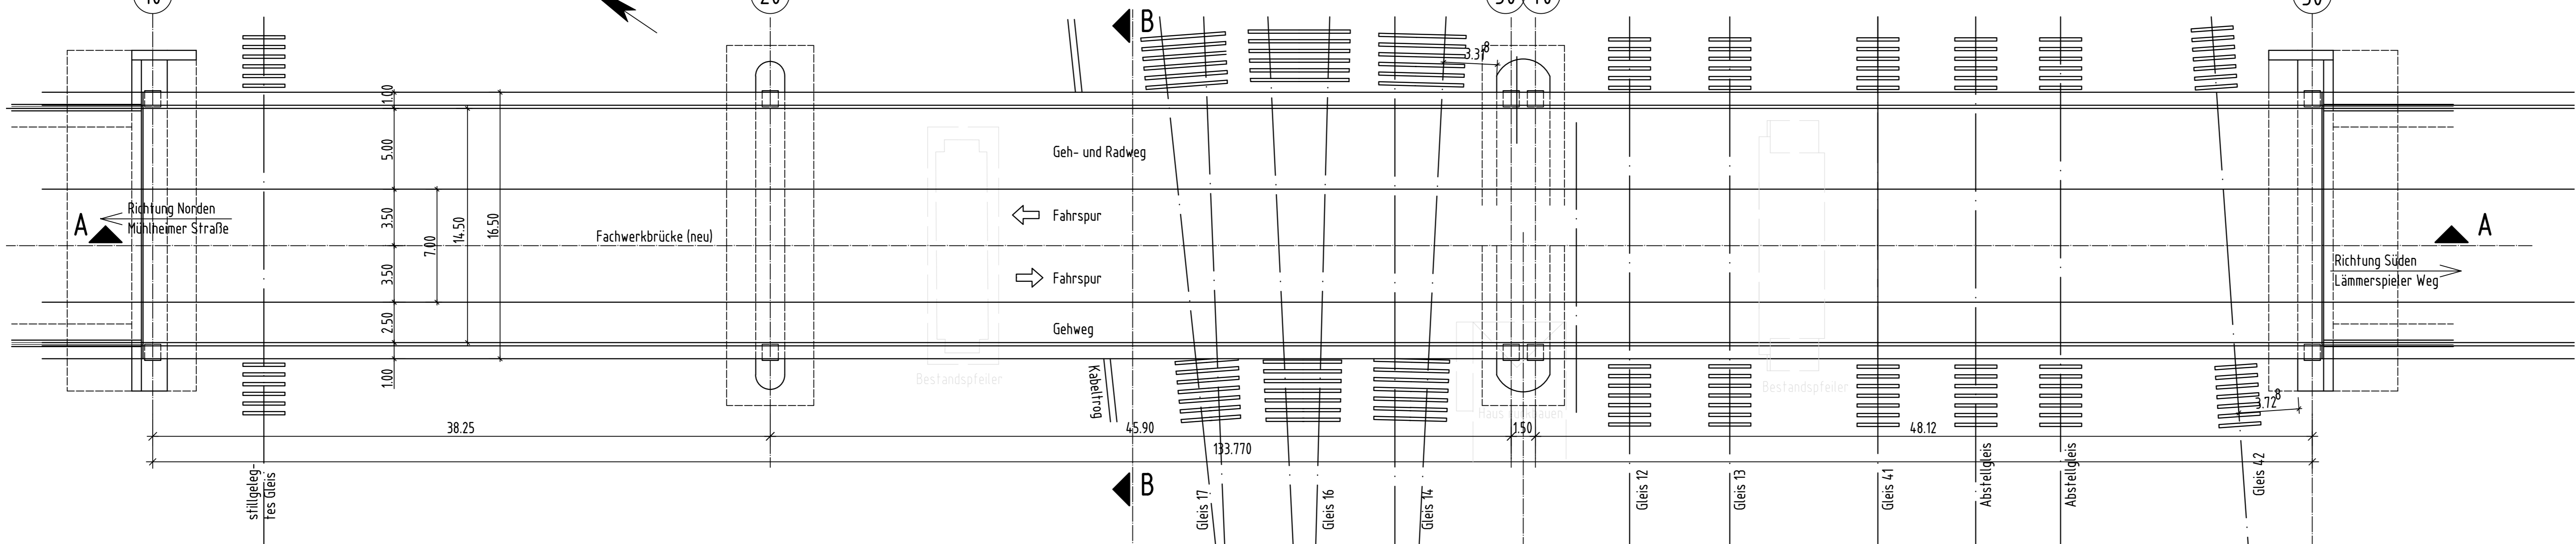 20
B
3.31⁸
1.00
5.00
Geh- und Radweg
A
Richtung Norden
Mühlheimer Straße
3.50
14.50
16.50
Fahrspur
A
Fachwerkbrücke (neu)
7.00
3.50
Fahrspur
Richtung Süden
Lämmerspieler Weg
2.50
Gehweg
1.00
Bestandspfeiler
Kabeltrog
Bestandspfeiler
3.72⁸
38.25
45.90
1.50
48.12
133.770
stillgeleg-
tes Gleis
B
Gleis 17
Gleis 16
Gleis 14
Gleis 12
Gleis 13
Gleis 41
Abstellgleis
Abstellgleis
Gleis 42